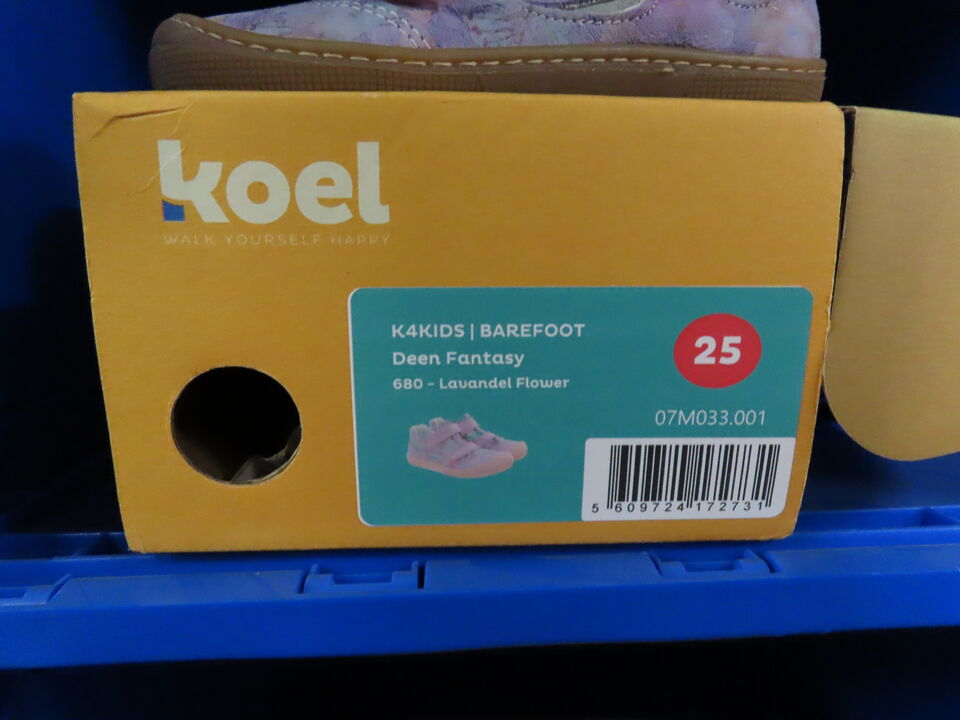 koel
WALK YOURSELF HAPPY
K4KIDS | BAREFOOT
Deen Fantasy
680 - Lavandel Flower
25
07M033.001
5 609724 172731